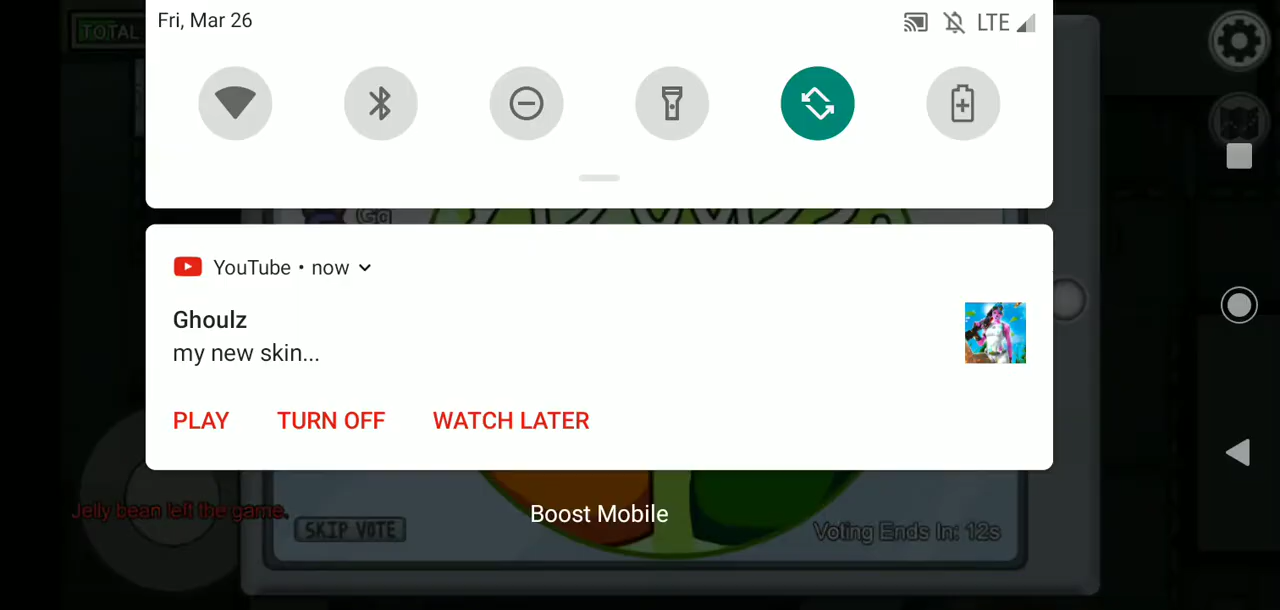 Fri, Mar 26
LTE
TOTAL
YouTube • now
Ghoulz
my new skin...
PLAY TURN OFF WATCH LATER
Jelly bean left the game.
Boost Mobile
SKIP VOTE
Voting Ends In: 12s